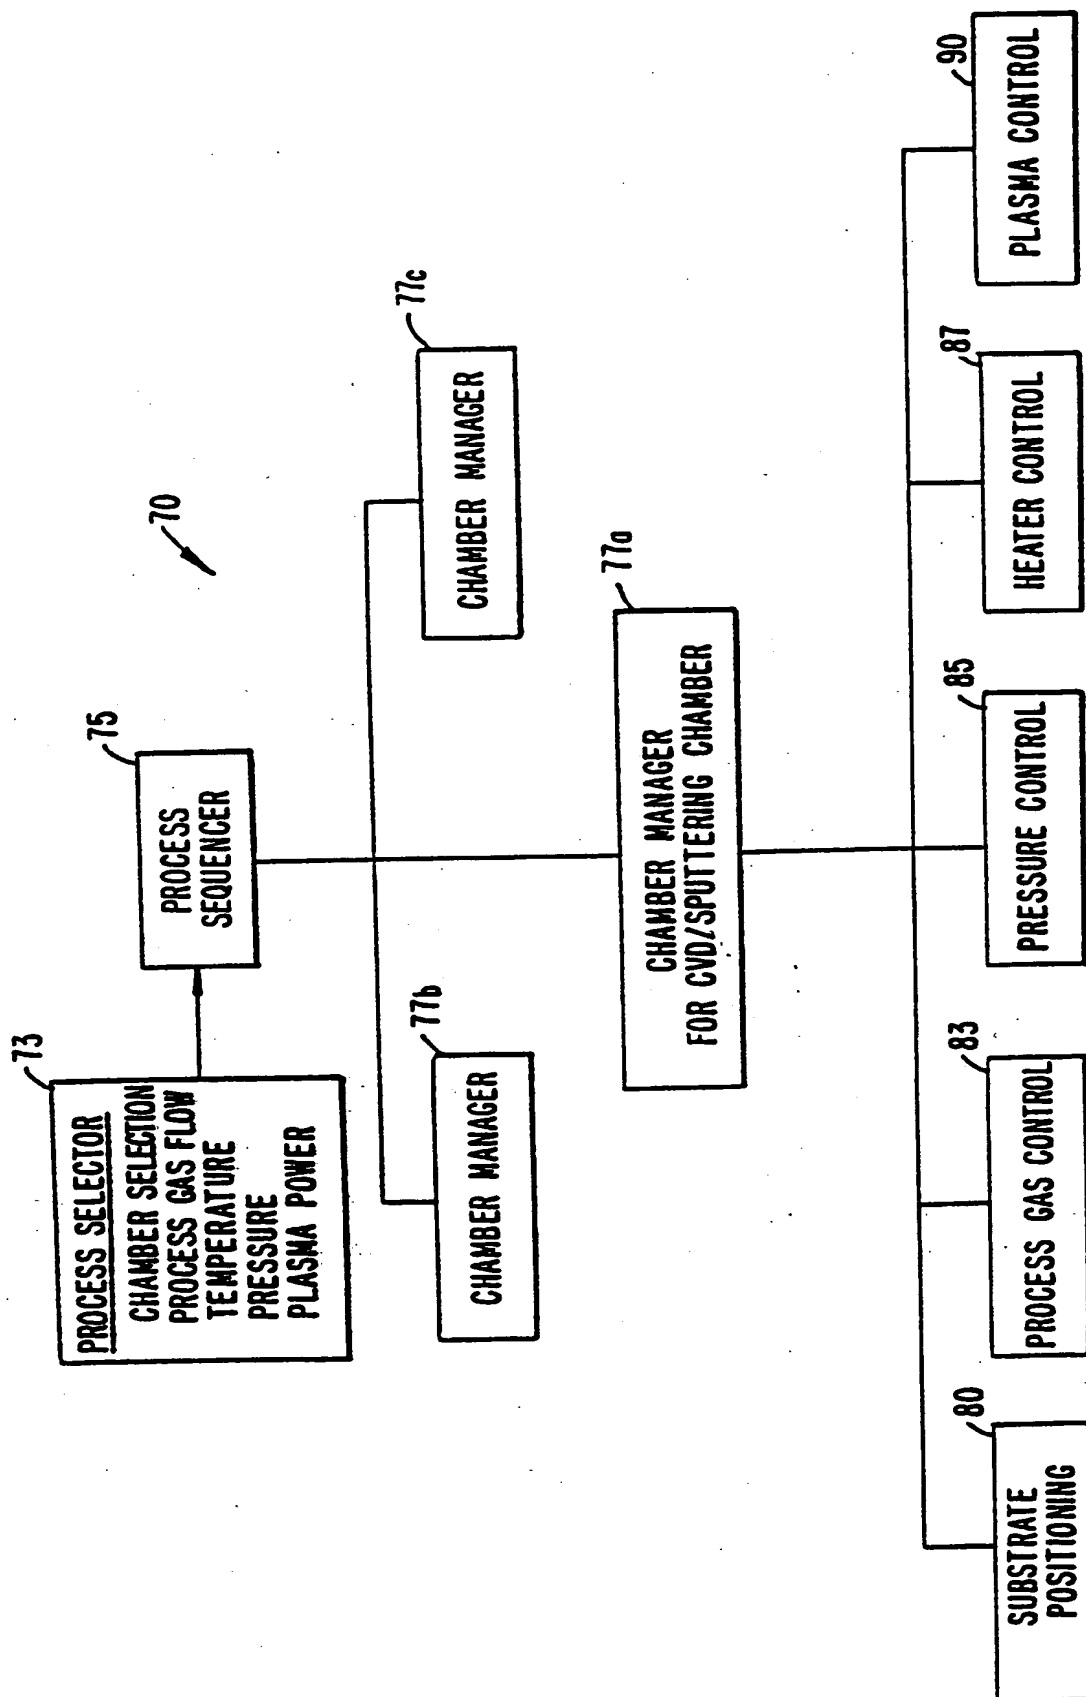 70
73
PROCESS SELECTOR
CHAMBER SELECTION
PROCESS GAS FLOW
TEMPERATURE
PRESSURE
PLASMA POWER
75
PROCESS
SEQUENCER
77b
CHAMBER MANAGER
77c
CHAMBER MANAGER
77a
CHAMBER MANAGER
FOR CVD/SPUTTERING CHAMBER
80
SUBSTRATE
POSITIONING
83
PROCESS GAS CONTROL
85
PRESSURE CONTROL
87
HEATER CONTROL
90
PLASMA CONTROL